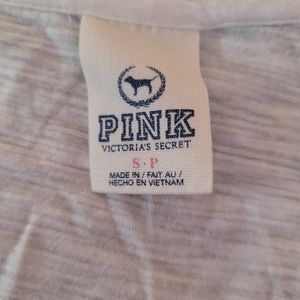 PINK
VICTORIA'S SECRET
S·P
MADE IN / FAIT AU /
HECHO EN VIETNAM